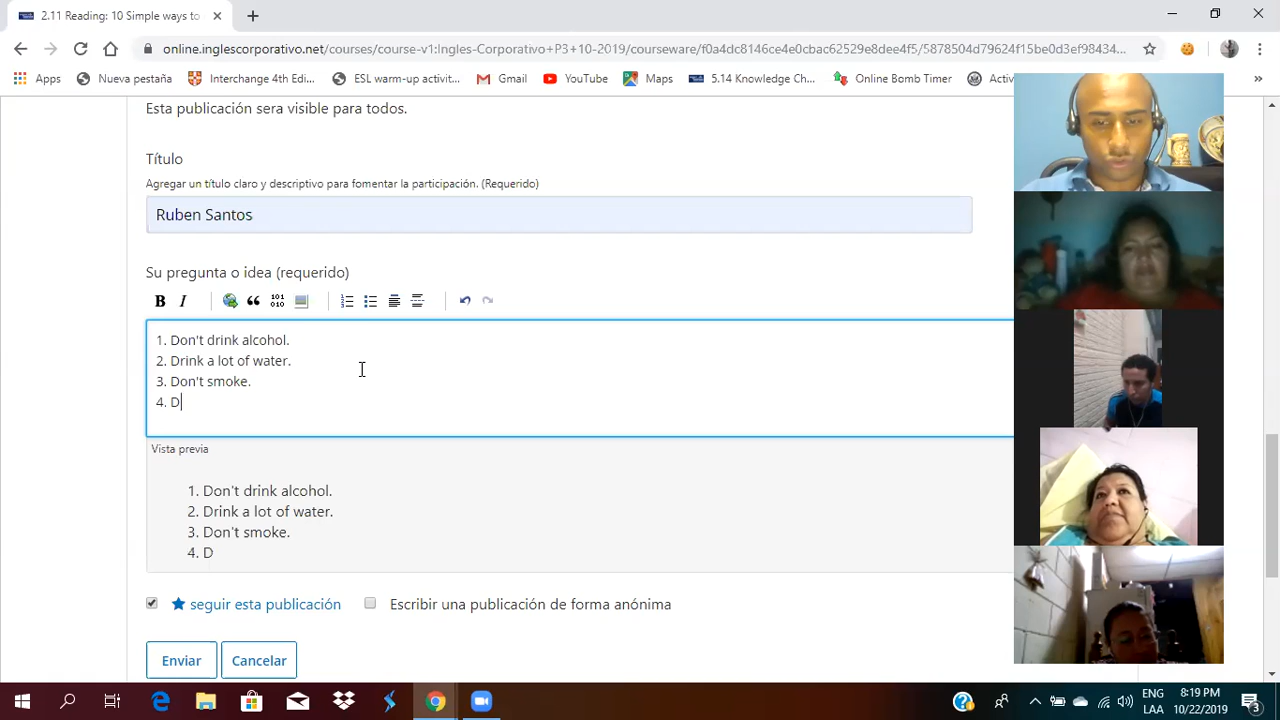 2.11 Reading: 10 Simple ways to
online.inglescorporativo.net/courses/course-v1:Ingles-Corporativo+P3+10-2019/courseware/f0a4dc8146ce4e0cbac62529e8dee4f5/5878504d79624f15be0d3ef98434...
Apps Nueva pestaña Interchange 4th Edi... ESL warm-up activit... Gmail YouTube Maps 5.14 Knowledge Ch... Online Bomb Timer Activ »
Esta publicación sera visible para todos.
Título
Agregar un título claro y descriptivo para fomentar la participación. (Requerido)
Ruben Santos
Su pregunta o idea (requerido)
B I 101 010
1. Don't drink alcohol.
2. Drink a lot of water.
3. Don't smoke.
4. D
Vista previa
1. Don't drink alcohol.
2. Drink a lot of water.
3. Don't smoke.
4. D
seguir esta publicación Escribir una publicación de forma anónima
Enviar Cancelar
ENG 8:19 PM
LAA 10/22/2019 3